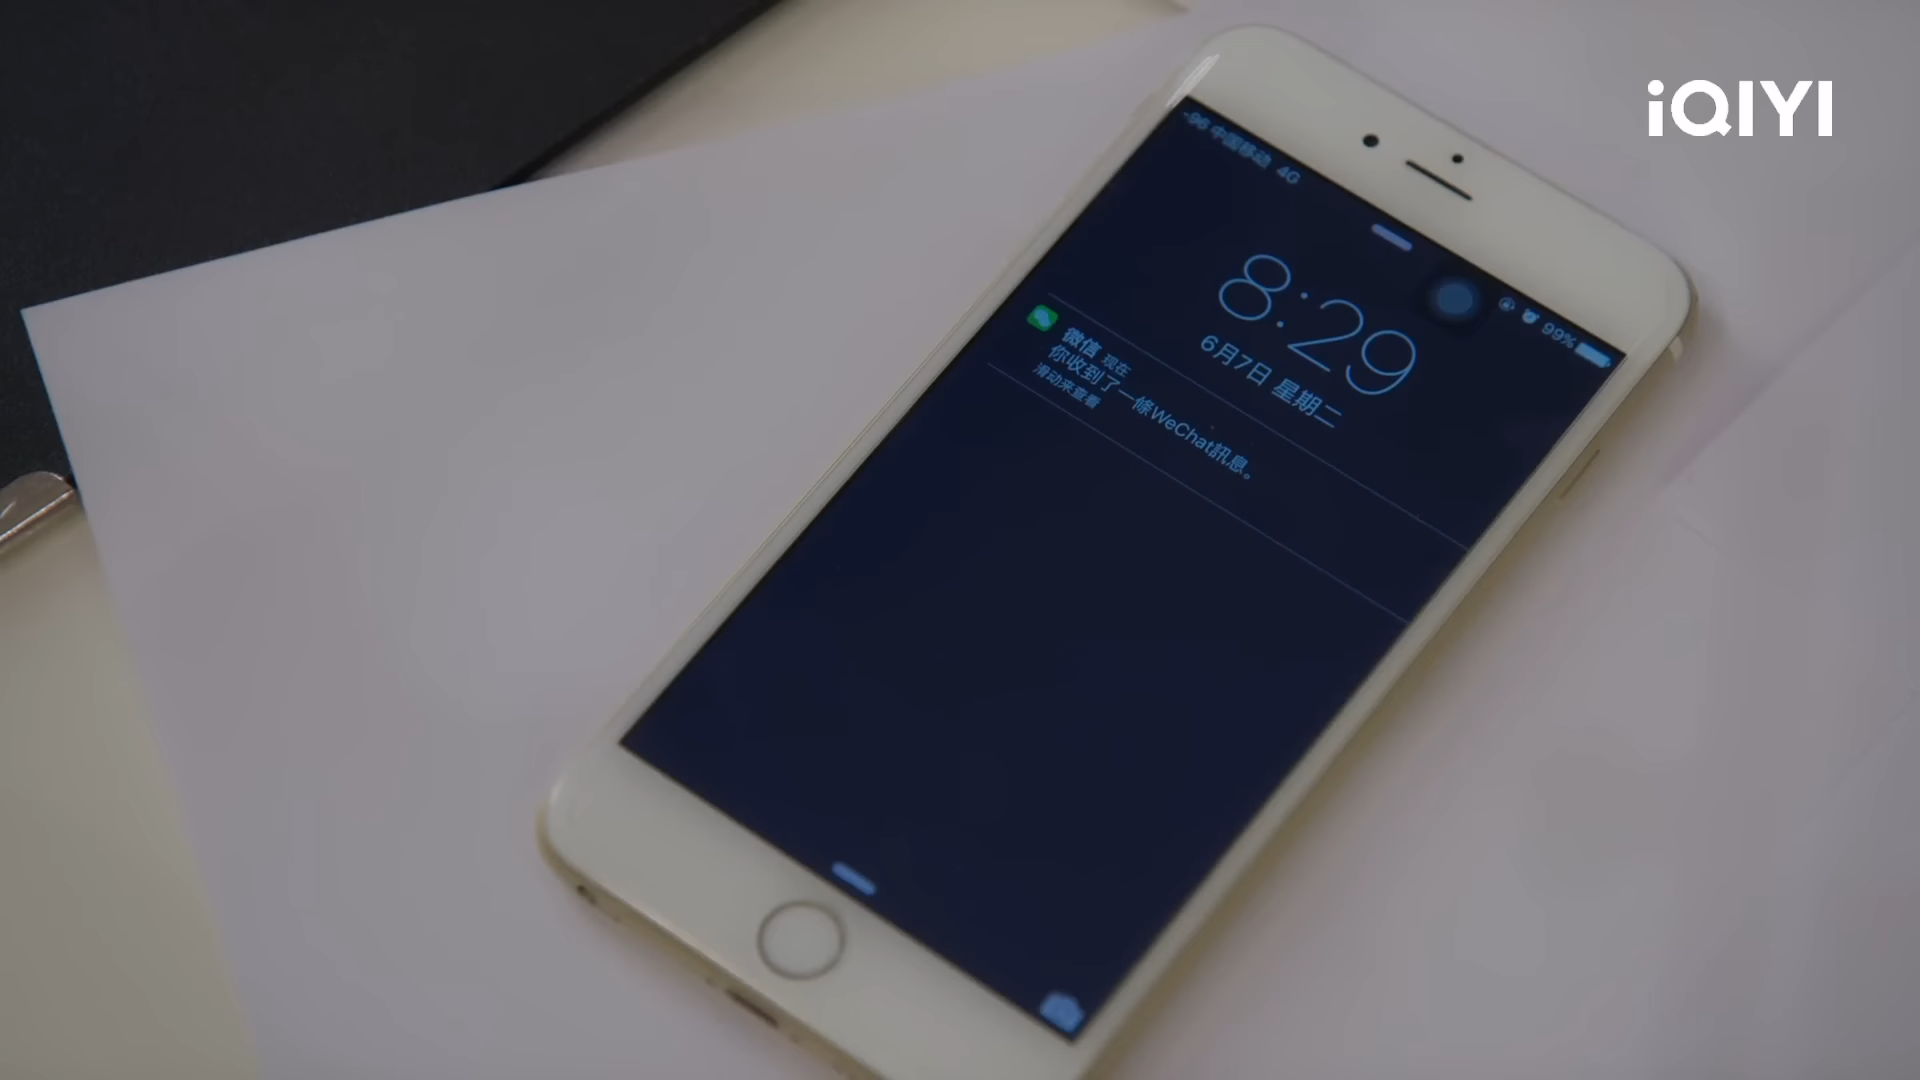 iQIYI
-96 中国移动 4G
99%
8:29
6月7日 星期二
微信 现在
你收到了一條WeChat訊息。
滑动来查看